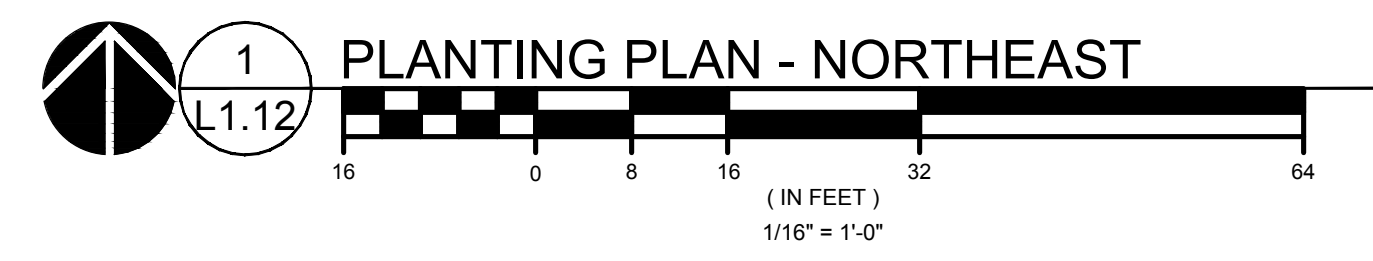 1
PLANTING PLAN - NORTHEAST
L1.12
16 0 8 16 32 64
( IN FEET )
1/16" = 1'-0"